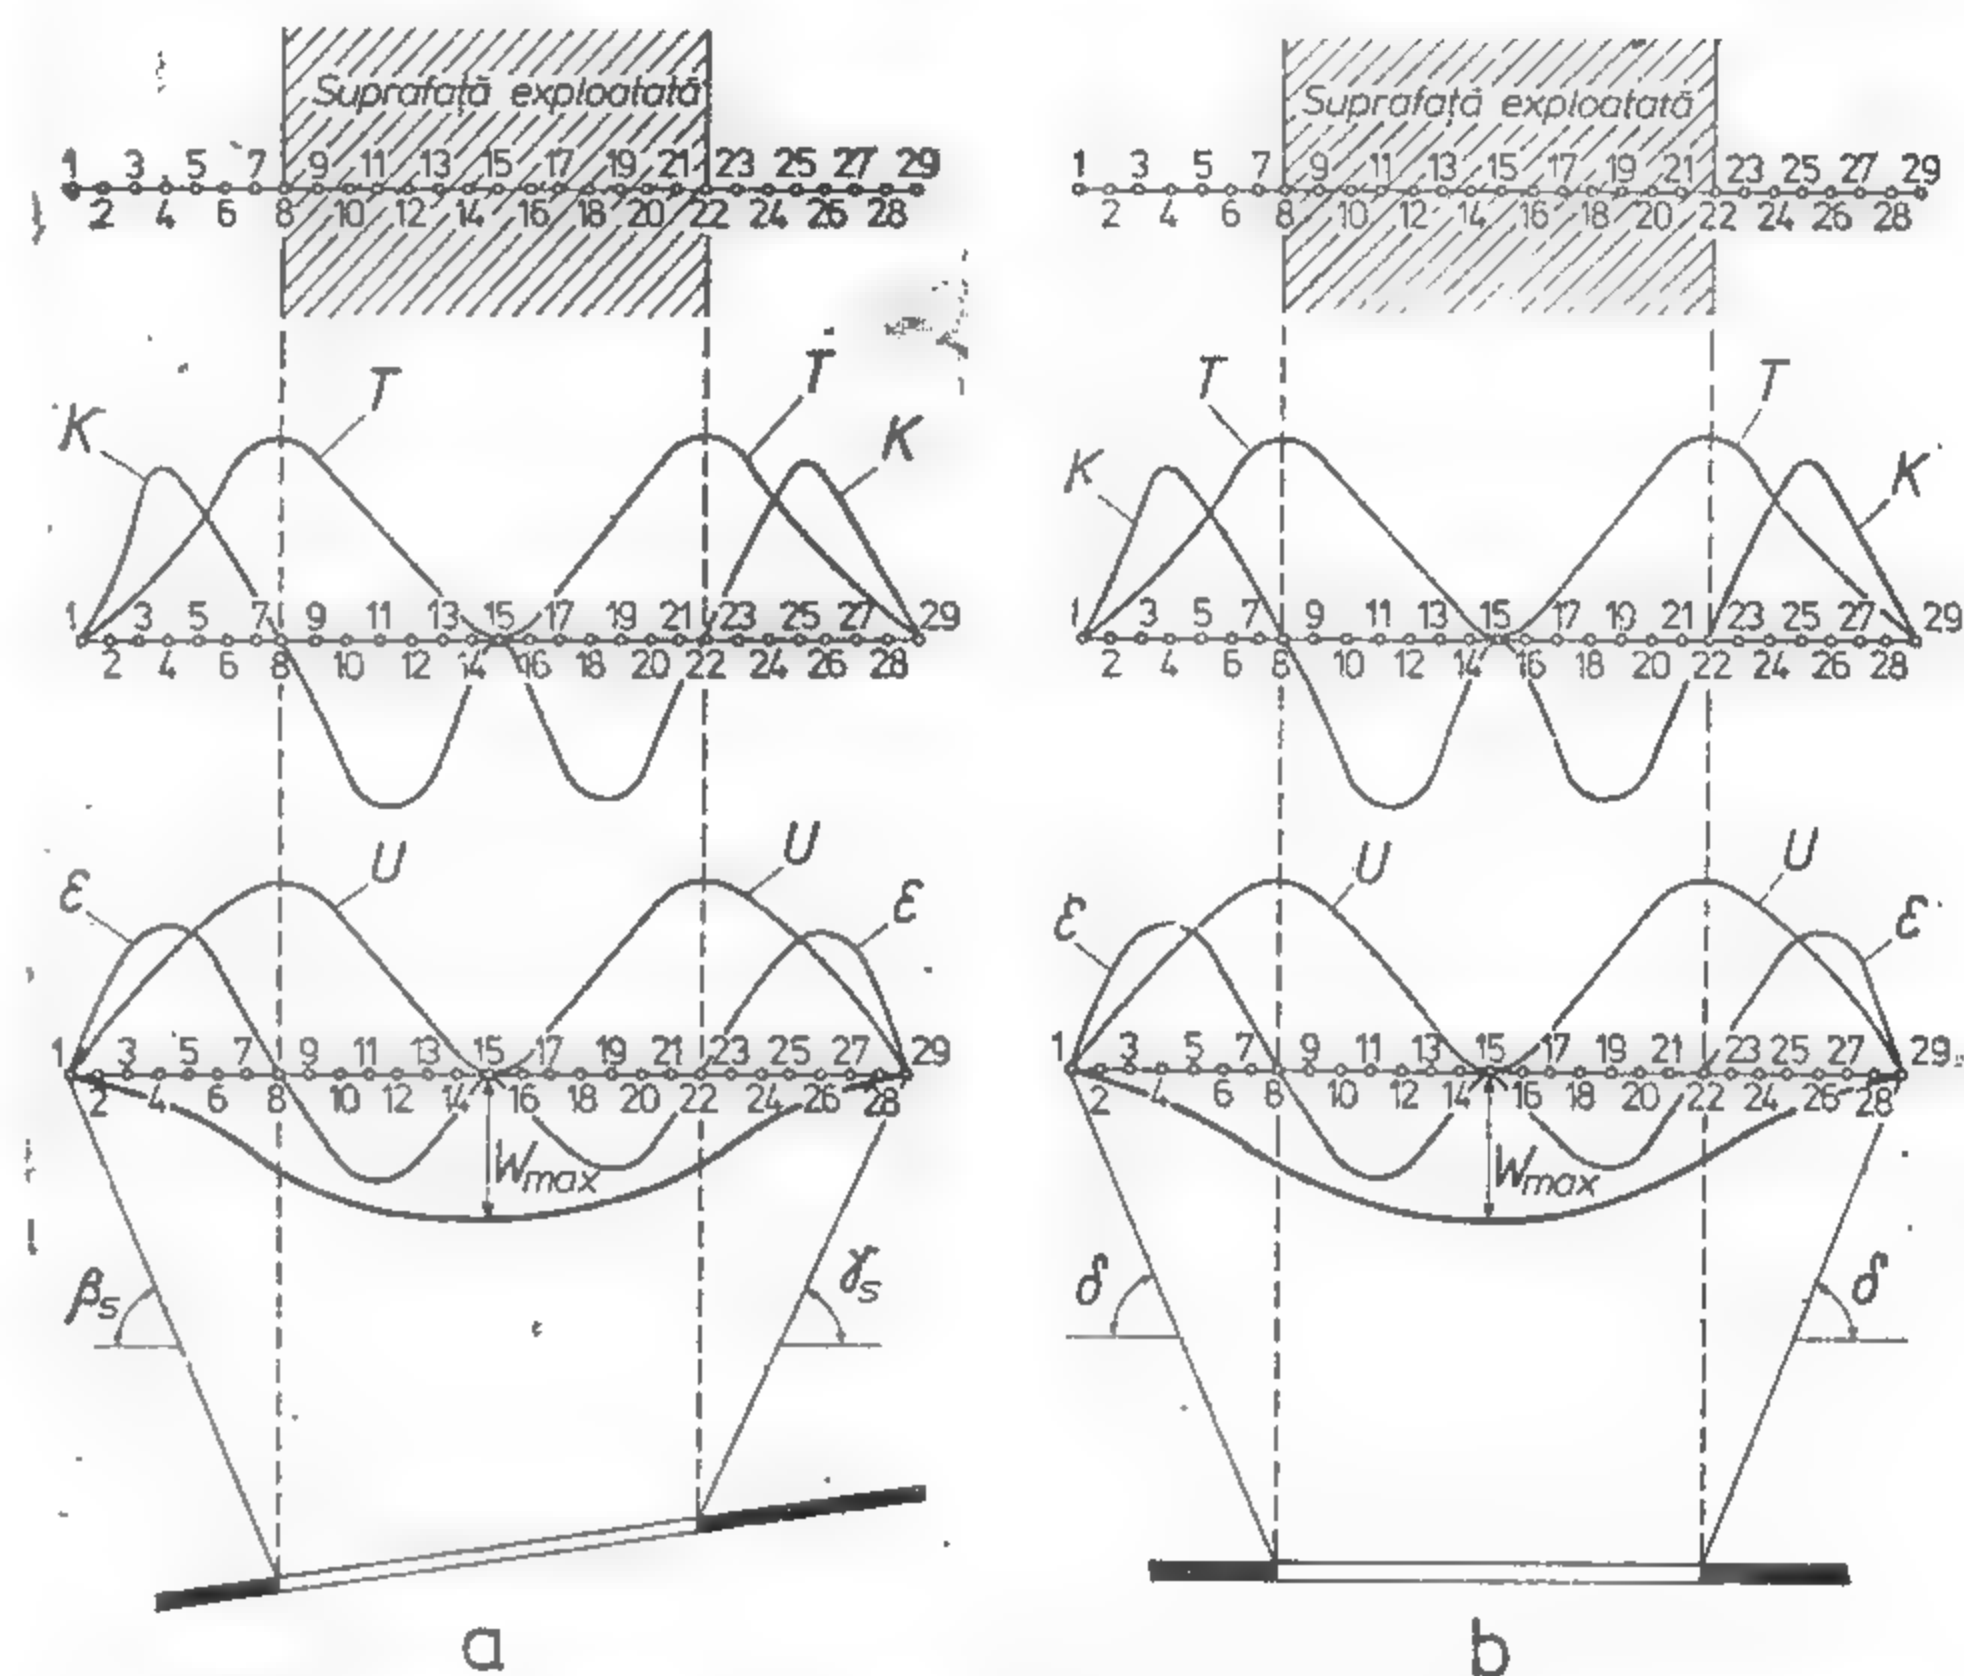 Suprafaţă exploatată
1 3 5 7 9 11 13 15 17 19 21 23 25 27 29
2 4 6 8 10 12 14 16 18 20 22 24 26 28
T T
K K
1 3 5 7 9 11 13 15 17 19 21 23 25 27 29
2 4 6 8 10 12 14 16 18 20 22 24 26 28
U U
ε ε
1 3 5 7 9 11 13 15 17 19 21 23 25 27 29
2 4 6 8 10 12 14 16 18 20 22 24 26 28
Wmax
βs γs
a
Suprafaţă exploatată
1 3 5 7 9 11 13 15 17 19 21 23 25 27 29
2 4 6 8 10 12 14 16 18 20 22 24 26 28
T T
K K
1 3 5 7 9 11 13 15 17 19 21 23 25 27 29
2 4 6 8 10 12 14 16 18 20 22 24 26 28
U U
ε ε
1 3 5 7 9 11 13 15 17 19 21 23 25 27 29
2 4 6 8 10 12 14 16 18 20 22 24 26 28
Wmax
δ δ
b